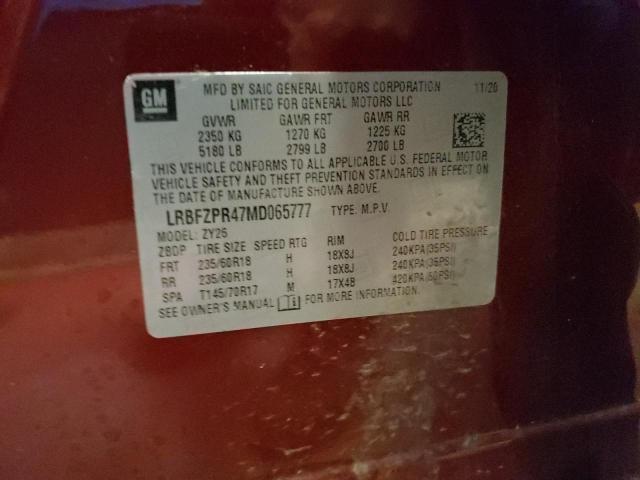 GM
MFD BY SAIC GENERAL MOTORS CORPORATION 11/20
LIMITED FOR GENERAL MOTORS LLC
GVWR GAWR FRT GAWR RR
2350 KG 1270 KG 1225 KG
5180 LB 2799 LB 2700 LB
THIS VEHICLE CONFORMS TO ALL APPLICABLE U.S. FEDERAL MOTOR
VEHICLE SAFETY AND THEFT PREVENTION STANDARDS IN EFFECT ON
THE DATE OF MANUFACTURE SHOWN ABOVE.
LRBFZPR47MD065777 TYPE: M.P.V.
MODEL: ZY26
ZBDP TIRE SIZE SPEED RTG RIM COLD TIRE PRESSURE
FRT 235/60R18 H 18X8J 240KPA(35PSI)
RR 235/60R18 H 18X8J 240KPA(35PSI)
SPA T145/70R17 M 17X4B 420KPA(60PSI)
SEE OWNER'S MANUAL FOR MORE INFORMATION.